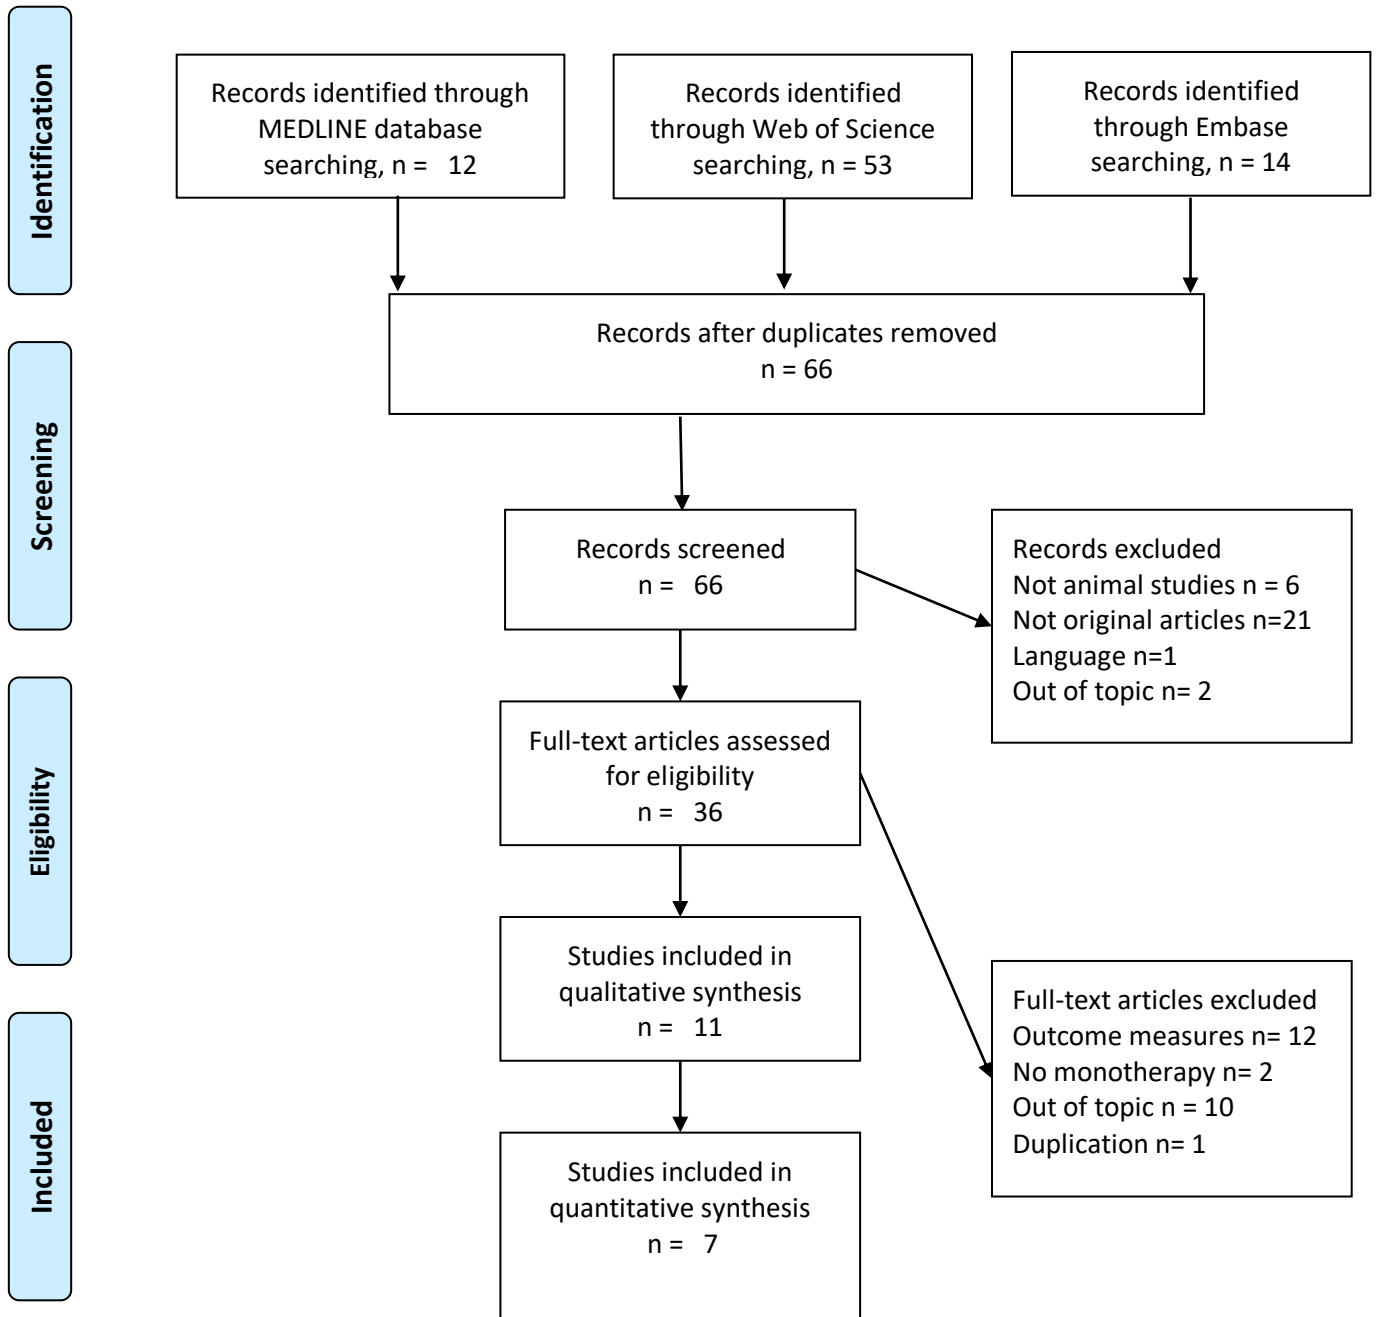 Identification
Records identified through
MEDLINE database
searching, n = 12
Records identified
through Web of Science
searching, n = 53
Records identified
through Embase
searching, n = 14
Records after duplicates removed
n = 66
Screening
Records screened
n = 66
Records excluded
Not animal studies n = 6
Not original articles n=21
Language n=1
Out of topic n= 2
Eligibility
Full-text articles assessed
for eligibility
n = 36
Studies included in
qualitative synthesis
n = 11
Full-text articles excluded
Outcome measures n= 12
No monotherapy n= 2
Out of topic n = 10
Duplication n= 1
Included
Studies included in
quantitative synthesis
n = 7